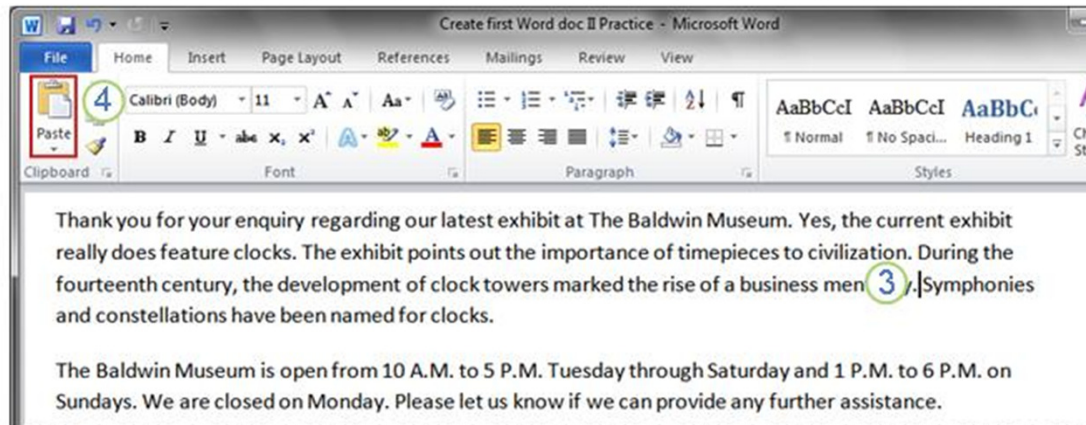 Create first Word doc II Practice - Microsoft Word
File Home Insert Page Layout References Mailings Review View
4 Calibri (Body) 11 A A Aa A
Paste B I U abc x₂ x² A ab A
AaBbCcI AaBbCcI AaBbC
¶ Normal ¶ No Spaci... Heading 1
Clipboard Font Paragraph Styles
Thank you for your enquiry regarding our latest exhibit at The Baldwin Museum. Yes, the current exhibit
really does feature clocks. The exhibit points out the importance of timepieces to civilization. During the
fourteenth century, the development of clock towers marked the rise of a business men 3 . Symphonies
and constellations have been named for clocks.
The Baldwin Museum is open from 10 A.M. to 5 P.M. Tuesday through Saturday and 1 P.M. to 6 P.M. on
Sundays. We are closed on Monday. Please let us know if we can provide any further assistance.